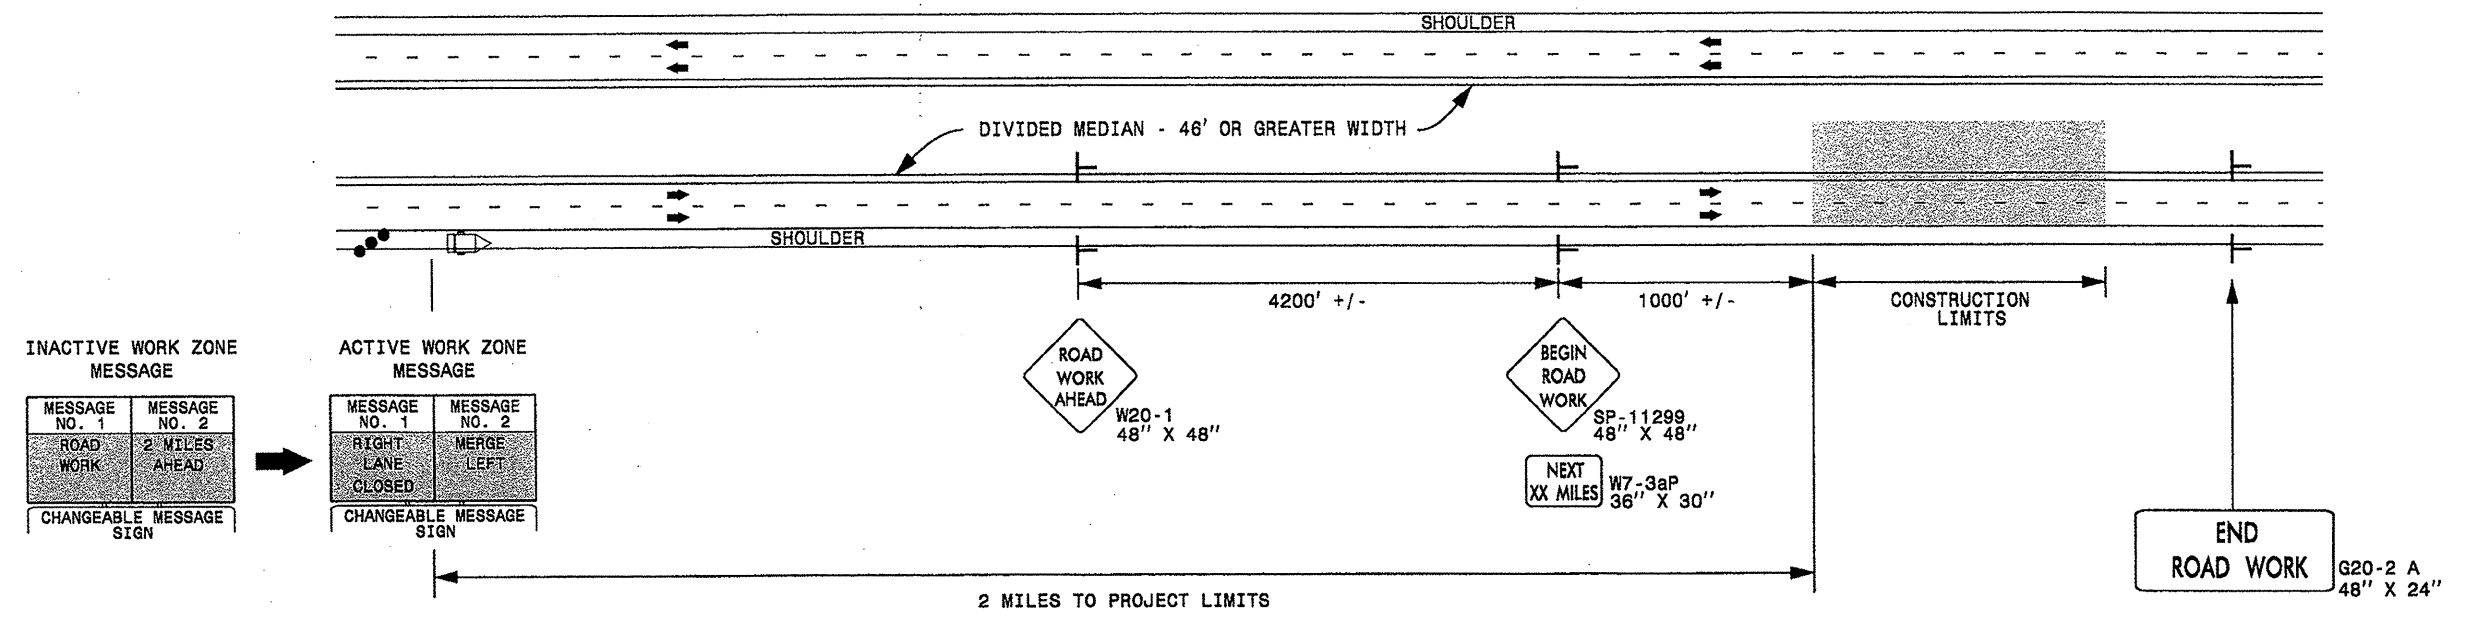 SHOULDER
DIVIDED MEDIAN - 46' OR GREATER WIDTH
SHOULDER
4200' +/-
1000' +/-
CONSTRUCTION
LIMITS
INACTIVE WORK ZONE
MESSAGE
MESSAGE
NO. 1
MESSAGE
NO. 2
ROAD
WORK
2 MILES
AHEAD
CHANGEABLE MESSAGE
SIGN
ACTIVE WORK ZONE
MESSAGE
MESSAGE
NO. 1
MESSAGE
NO. 2
RIGHT
LANE
CLOSED
MERGE
LEFT
CHANGEABLE MESSAGE
SIGN
ROAD
WORK
AHEAD
W20-1
48" X 48"
BEGIN
ROAD
WORK
SP-11299
48" X 48"
NEXT
XX MILES
W7-3aP
36" X 30"
END
ROAD WORK
G20-2 A
48" X 24"
2 MILES TO PROJECT LIMITS